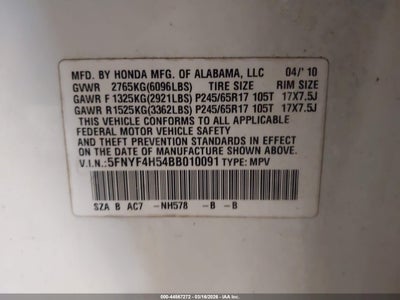 MFD. BY HONDA MFG. OF ALABAMA, LLC 04/'10
GVWR 2765KG(6096LBS) TIRE SIZE RIM SIZE
GAWR F 1325KG(2921LBS) P245/65R17 105T 17X7.5J
GAWR R 1525KG(3362LBS) P245/65R17 105T 17X7.5J
THIS VEHICLE CONFORMS TO ALL APPLICABLE
FEDERAL MOTOR VEHICLE SAFETY
AND THEFT PREVENTION STANDARDS IN EFFECT
ON THE DATE OF MANUFACTURE SHOWN ABOVE.
V.I.N.: 5FNYF4H54BB010091 TYPE: MPV
SZA B AC7 -NH578 -B -B
000-44567272 - 03/16/2026 - IAA Inc.